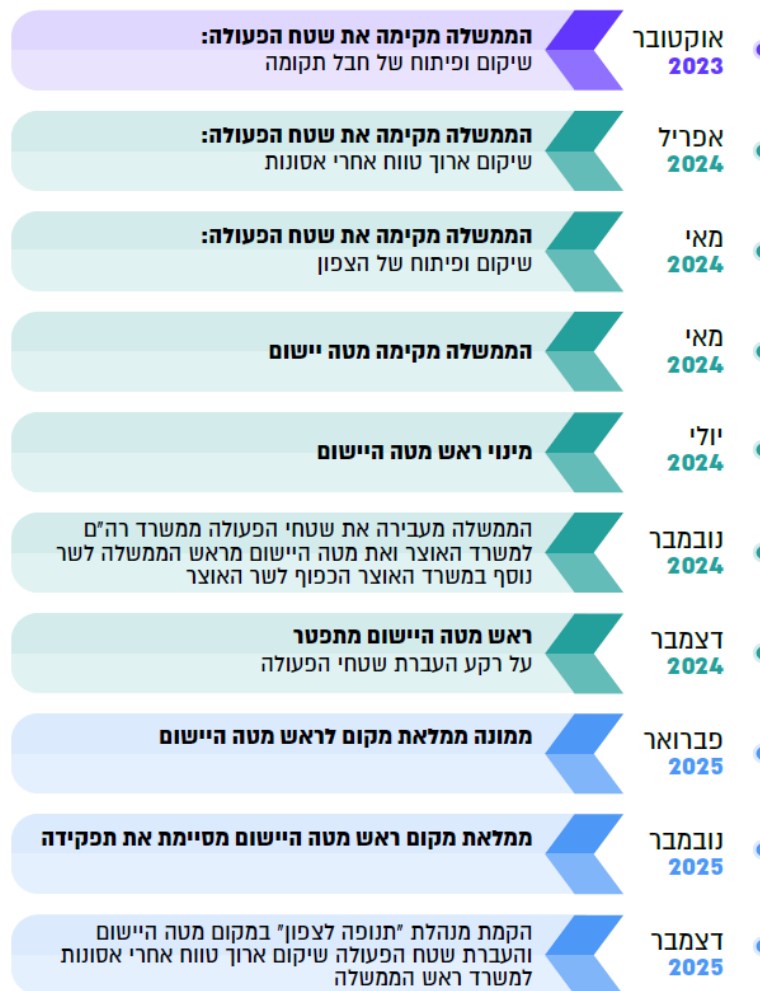 אוקטובר
2023
הממשלה מקימה את שטח הפעולה:
שיקום ופיתוח של חבל תקומה
אפריל
2024
הממשלה מקימה את שטח הפעולה:
שיקום ארוך טווח אחרי אסונות
מאי
2024
הממשלה מקימה את שטח הפעולה:
שיקום ופיתוח של הצפון
מאי
2024
הממשלה מקימה מטה יישום
יולי
2024
מינוי ראש מטה היישום
נובמבר
2024
הממשלה מעבירה את שטחי הפעולה ממשרד רה"ם
למשרד האוצר ואת מטה היישום מראש הממשלה לשר
נוסף במשרד האוצר הכפוף לשר האוצר
דצמבר
2024
ראש מטה היישום מתפטר
על רקע העברת שטחי הפעולה
פברואר
2025
ממונה ממלאת מקום לראש מטה היישום
נובמבר
2025
ממלאת מקום ראש מטה היישום מסיימת את תפקידה
דצמבר
2025
הקמת מנהלת "תנופה לצפון" במקום מטה היישום
והעברת שטח הפעולה שיקום ארוך טווח אחרי אסונות
למשרד ראש הממשלה